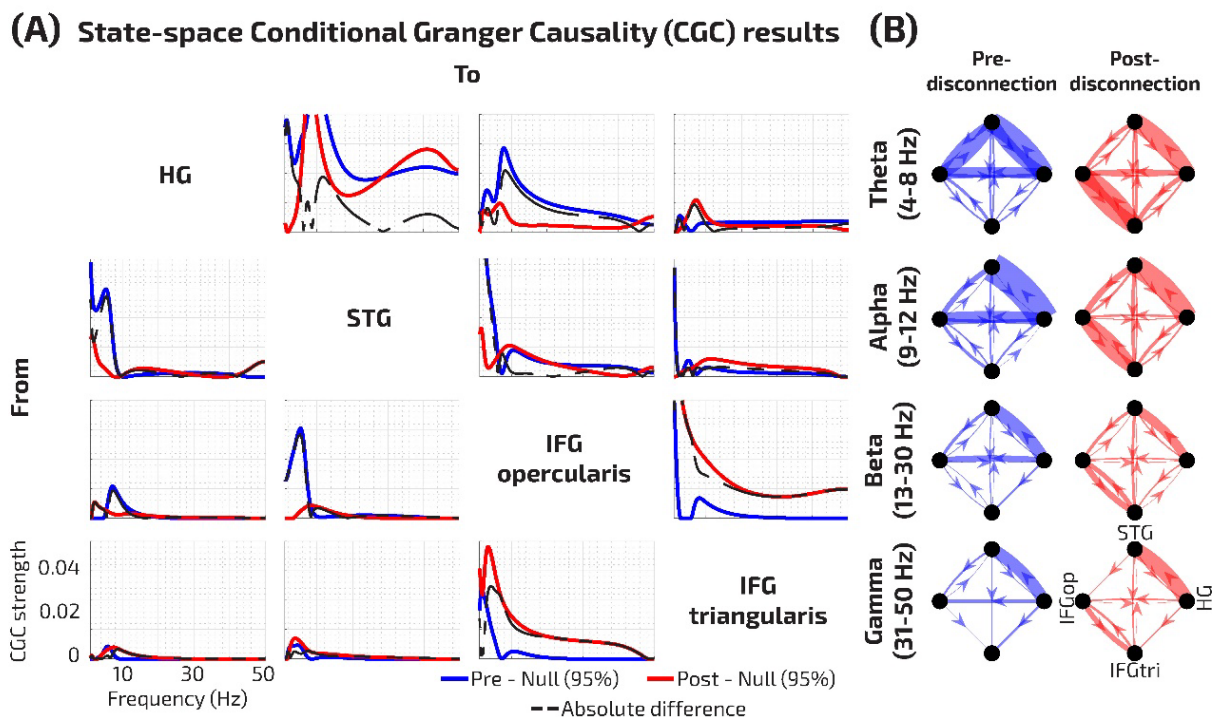 (A) State-space Conditional Granger Causality (CGC) results
To
From
HG
STG
IFG
opercularis
IFG
triangularis
CGC strength
0.04
0.02
0
10
50
Frequency (Hz)
Pre - Null (95%)
Post - Null (95%)
Absolute difference
(B)
Pre-
disconnection
Post-
disconnection
Theta
(4-8 Hz)
Alpha
(9-12 Hz)
Beta
(13-30 Hz)
Gamma
(31-50 Hz)
STG
IFGop
HG
IFGtri